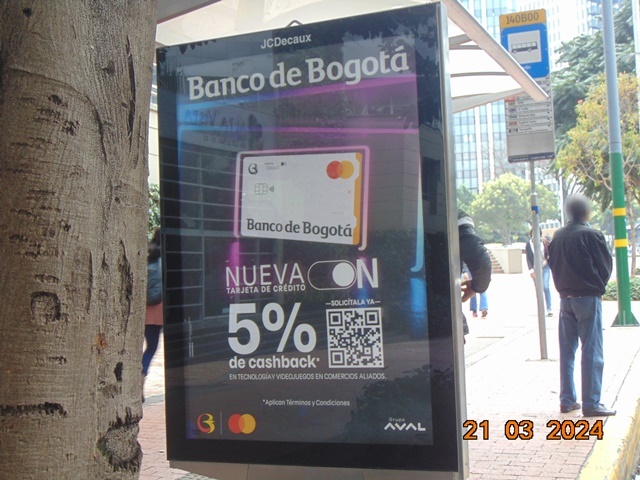 JCDecaux
Banco de Bogotá
Banco de Bogotá
NUEVA ON
TARJETA DE CRÉDITO
SOLICÍTALA YA
5%
de cashback*
EN TECNOLOGÍA Y VIDEOJUEGOS EN COMERCIOS ALIADOS.
*Aplican Términos y Condiciones
Grupo
AVAL
140B00
21 03 2024